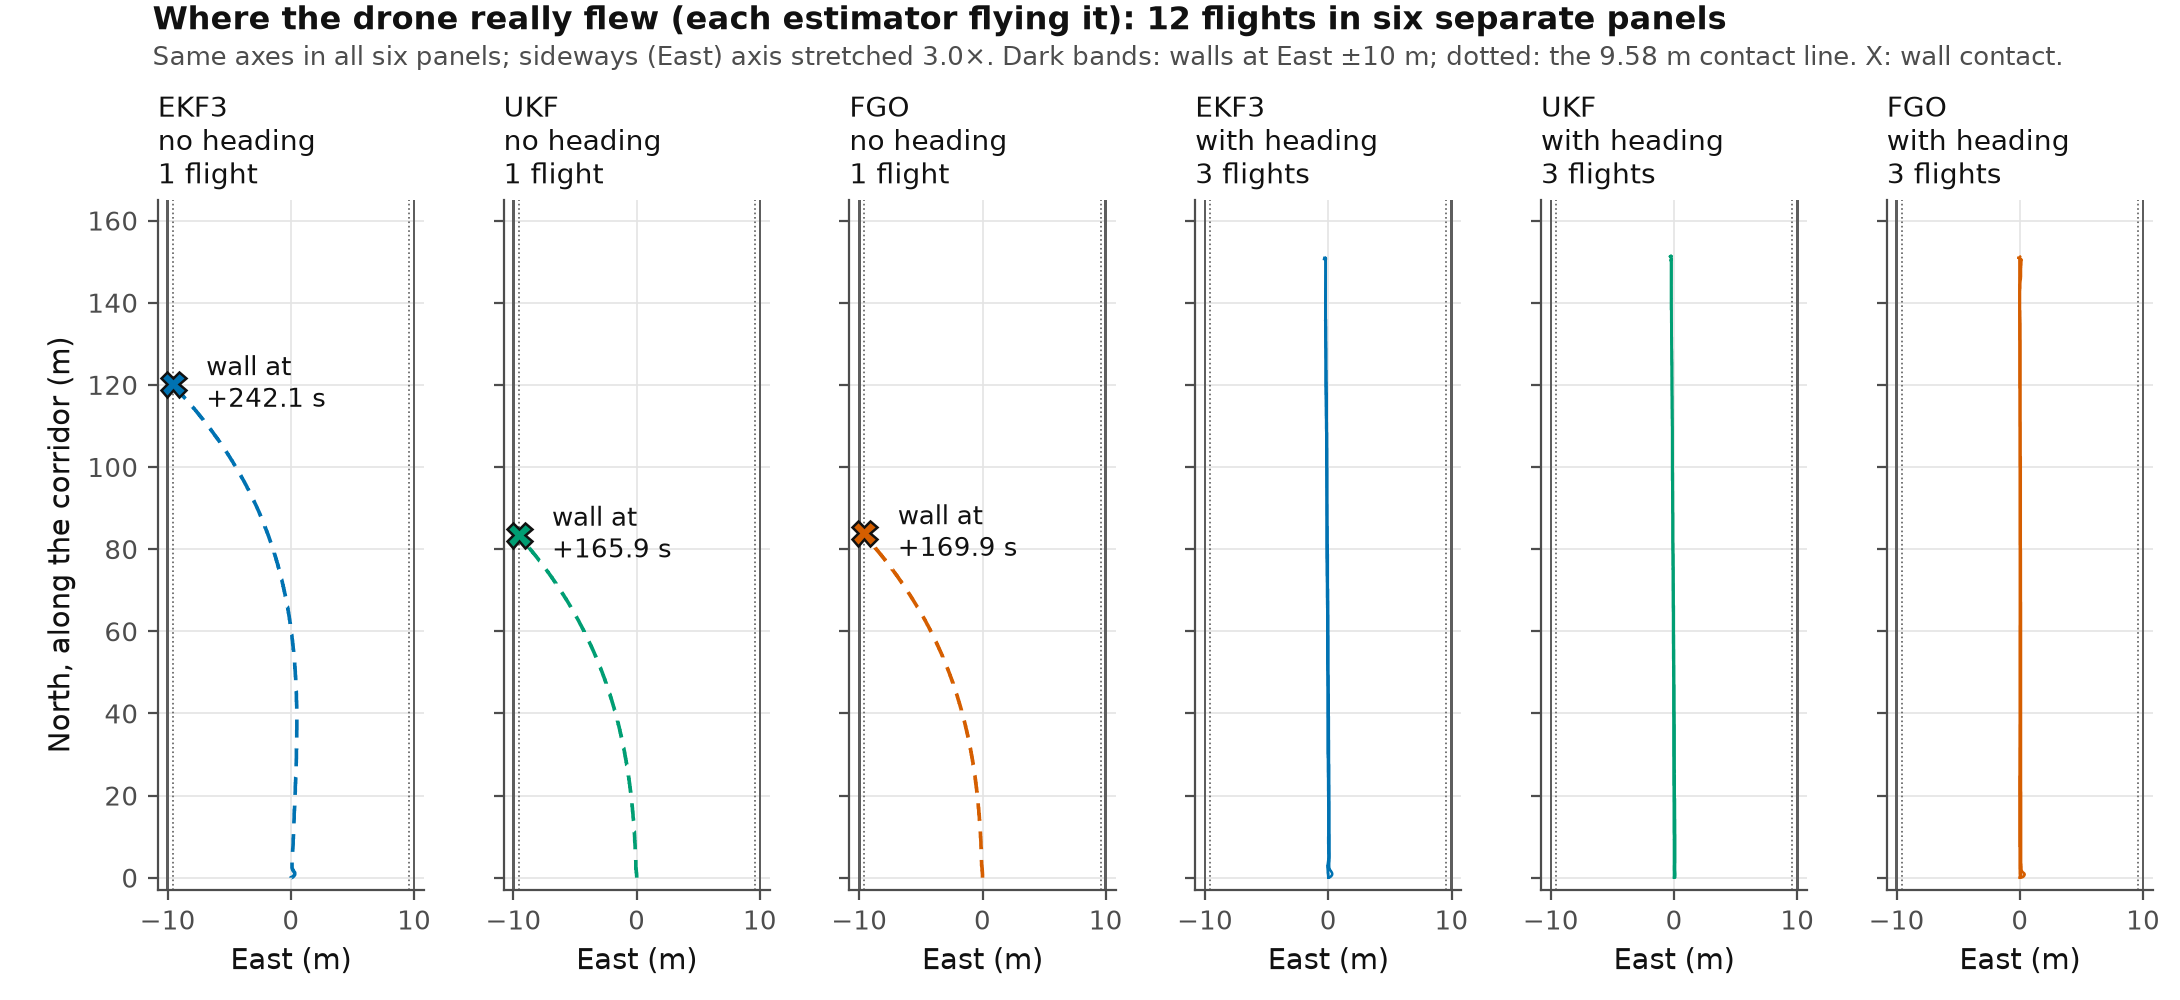 Where the drone really flew (each estimator flying it): 12 flights in six separate panels
Same axes in all six panels; sideways (East) axis stretched 3.0×. Dark bands: walls at East ±10 m; dotted: the 9.58 m contact line. X: wall contact.
EKF3
no heading
1 flight
UKF
no heading
1 flight
FGO
no heading
1 flight
EKF3
with heading
3 flights
UKF
with heading
3 flights
FGO
with heading
3 flights
North, along the corridor (m)
160
140
120
100
80
60
40
20
0
wall at
+242.1 s
wall at
+165.9 s
wall at
+169.9 s
−10 0 10
−10 0 10
−10 0 10
−10 0 10
−10 0 10
−10 0 10
East (m)
East (m)
East (m)
East (m)
East (m)
East (m)